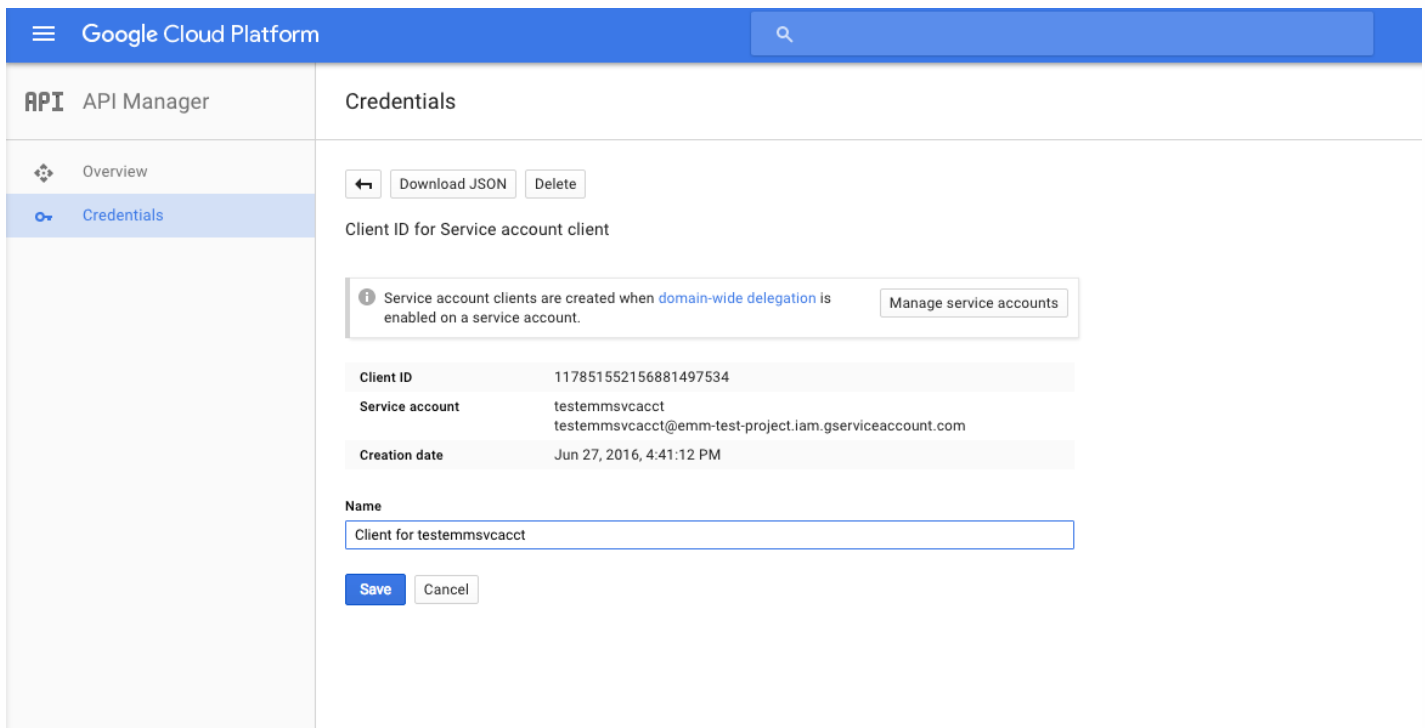 Google Cloud Platform
API API Manager
Credentials
Overview
Credentials
Download JSON
Delete
Client ID for Service account client
Service account clients are created when domain-wide delegation is
enabled on a service account.
Manage service accounts
Client ID 117851552156881497534
Service account testemmsvcacct
testemmsvcacct@emm-test-project.iam.gserviceaccount.com
Creation date Jun 27, 2016, 4:41:12 PM
Name
Client for testemmsvcacct
Save
Cancel